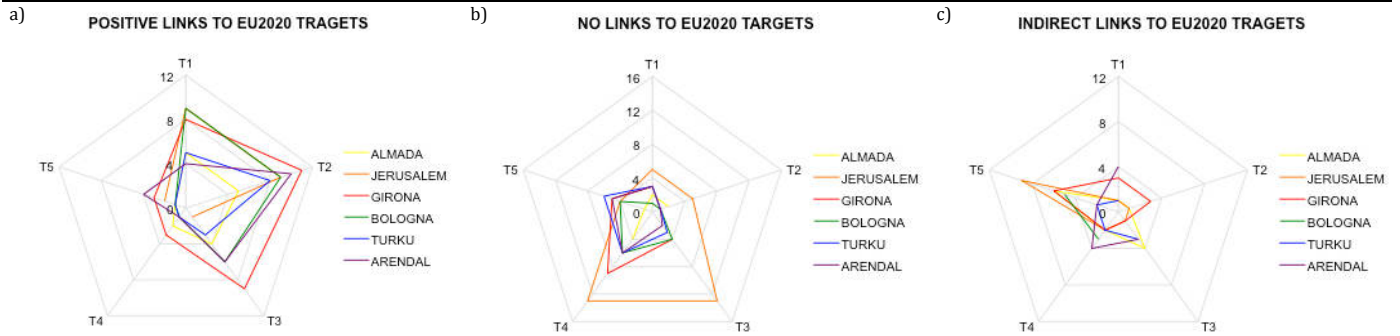 a)
POSITIVE LINKS TO EU2020 TRAGETS
T1
12
8
4
0
T2
T3
T4
T5
ALMADA
JERUSALEM
GIRONA
BOLOGNA
TURKU
ARENDAL
b)
NO LINKS TO EU2020 TARGETS
T1
16
12
8
4
0
T2
T3
T4
T5
ALMADA
JERUSALEM
GIRONA
BOLOGNA
TURKU
ARENDAL
c)
INDIRECT LINKS TO EU2020 TRAGETS
T1
12
8
4
0
T2
T3
T4
T5
ALMADA
JERUSALEM
GIRONA
BOLOGNA
TURKU
ARENDAL